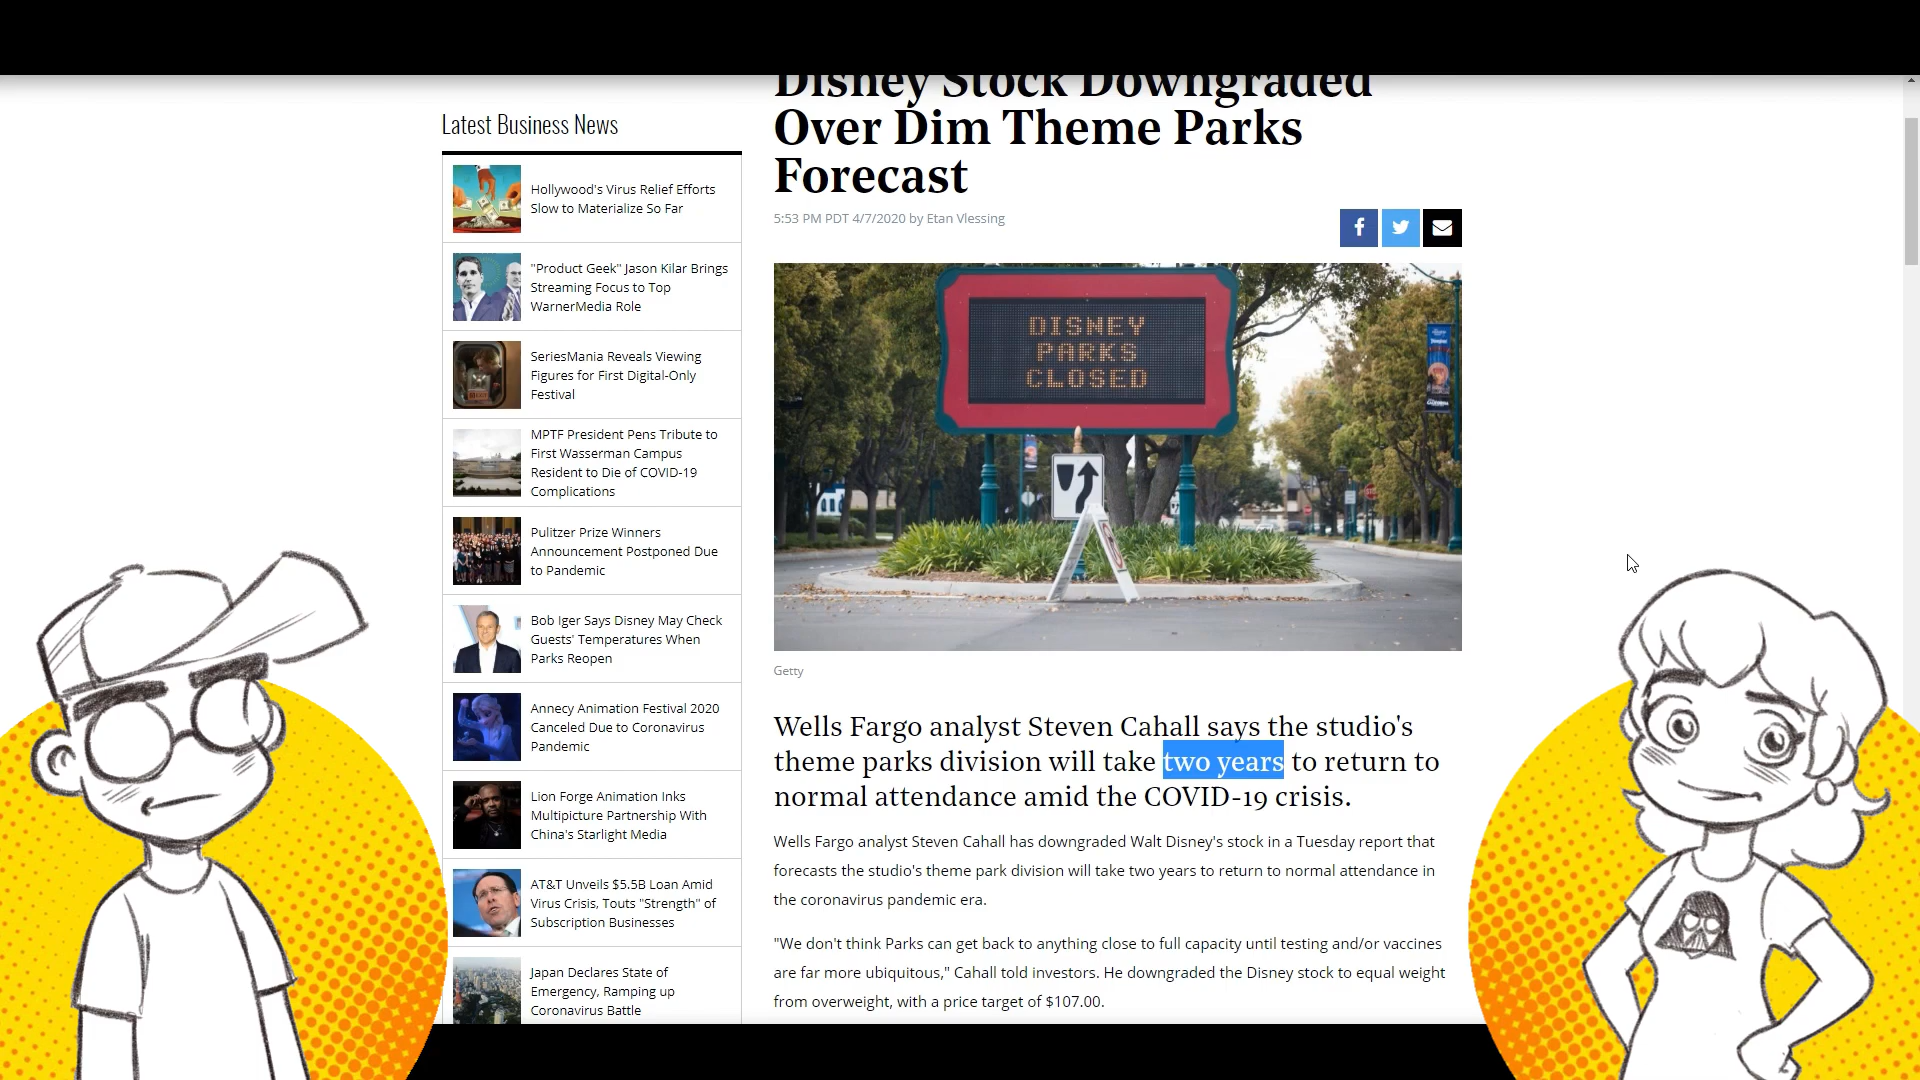 Disney Stock Downgraded
Over Dim Theme Parks
Forecast
5:53 PM PDT 4/7/2020 by Etan Vlessing
Latest Business News
Hollywood's Virus Relief Efforts
Slow to Materialize So Far
"Product Geek" Jason Kilar Brings
Streaming Focus to Top
WarnerMedia Role
SeriesMania Reveals Viewing
Figures for First Digital-Only
Festival
MPTF President Pens Tribute to
First Wasserman Campus
Resident to Die of COVID-19
Complications
Pulitzer Prize Winners
Announcement Postponed Due
to Pandemic
Bob Iger Says Disney May Check
Guests' Temperatures When
Parks Reopen
Annecy Animation Festival 2020
Canceled Due to Coronavirus
Pandemic
Lion Forge Animation Inks
Multipicture Partnership With
China's Starlight Media
AT&T Unveils $5.5B Loan Amid
Virus Crisis, Touts "Strength" of
Subscription Businesses
Japan Declares State of
Emergency, Ramping up
Coronavirus Battle
DISNEY
PARKS
CLOSED
Getty
Wells Fargo analyst Steven Cahall says the studio's
theme parks division will take two years to return to
normal attendance amid the COVID-19 crisis.
Wells Fargo analyst Steven Cahall has downgraded Walt Disney's stock in a Tuesday report that
forecasts the studio's theme park division will take two years to return to normal attendance in
the coronavirus pandemic era.
"We don't think Parks can get back to anything close to full capacity until testing and/or vaccines
are far more ubiquitous," Cahall told investors. He downgraded the Disney stock to equal weight
from overweight, with a price target of $107.00.